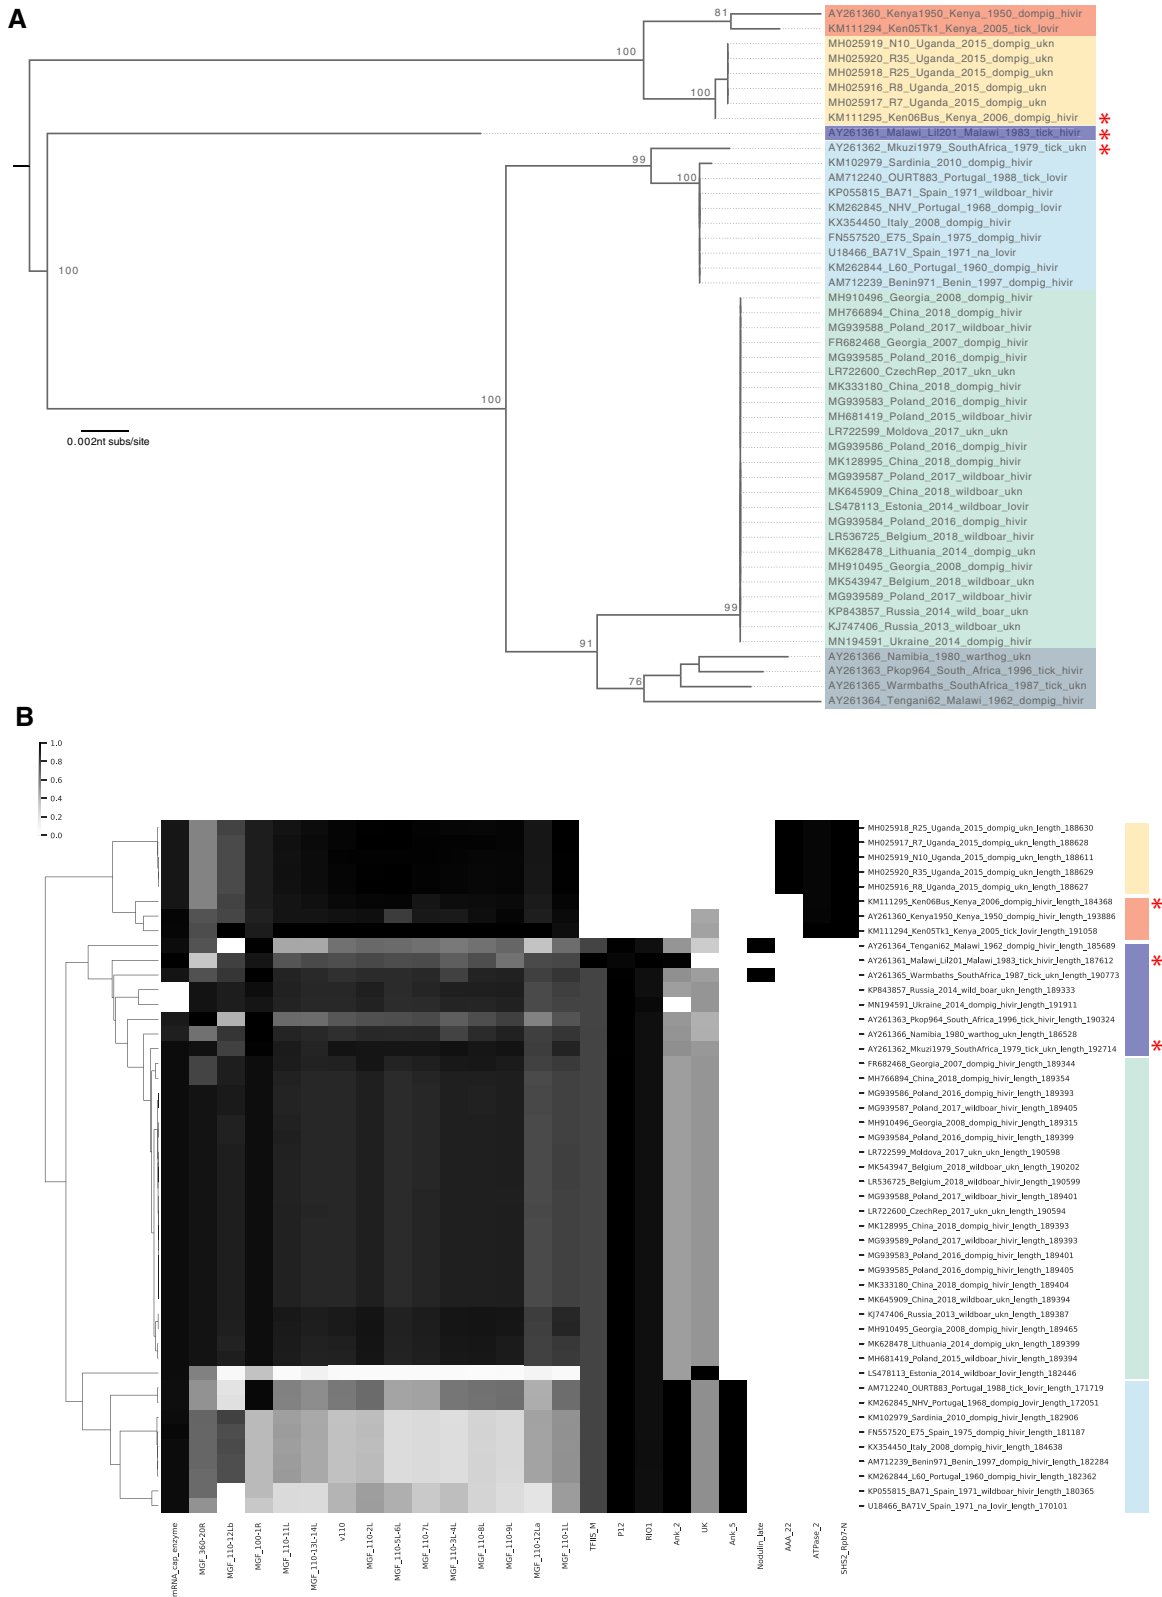 A
81
AY261360_Kenya1950_Kenya_1950_dompig_hivir
KM111294_Ken05Tk1_Kenya_2005_tick_lovir
100
MH025919_N10_Uganda_2015_dompig_ukn
MH025920_R35_Uganda_2015_dompig_ukn
MH025918_R25_Uganda_2015_dompig_ukn
100
MH025916_R8_Uganda_2015_dompig_ukn
MH025917_R7_Uganda_2015_dompig_ukn
KM111295_Ken06Bus_Kenya_2006_dompig_hivir *
AY261361_Malawi_Lil201_Malawi_1983_tick_hivir *
AY261362_Mkuzi1979_SouthAfrica_1979_tick_ukn *
99
KM102979_Sardinia_2010_dompig_hivir
100
AM712240_OURT883_Portugal_1988_tick_lovir
KP055815_BA71_Spain_1971_wildboar_hivir
KM262845_NHV_Portugal_1968_dompig_lovir
KX354450_Italy_2008_dompig_hivir
FN557520_E75_Spain_1975_dompig_hivir
U18466_BA71V_Spain_1971_na_lovir
KM262844_L60_Portugal_1960_dompig_hivir
100
AM712239_Benin971_Benin_1997_dompig_hivir
MH910496_Georgia_2008_dompig_hivir
MH766894_China_2018_dompig_hivir
MG939588_Poland_2017_wildboar_hivir
FR682468_Georgia_2007_dompig_hivir
MG939585_Poland_2016_dompig_hivir
LR722600_CzechRep_2017_ukn_ukn
MK333180_China_2018_dompig_hivir
100
MG939583_Poland_2016_dompig_hivir
MH681419_Poland_2015_wildboar_hivir
LR722599_Moldova_2017_ukn_ukn
0.002nt subs/site
MG939586_Poland_2016_dompig_hivir
MK128995_China_2018_dompig_hivir
MG939587_Poland_2017_wildboar_hivir
MK645909_China_2018_wildboar_ukn
LS478113_Estonia_2014_wildboar_lovir
MG939584_Poland_2016_dompig_hivir
LR536725_Belgium_2018_wildboar_hivir
MK628478_Lithuania_2014_dompig_ukn
MH910495_Georgia_2008_dompig_hivir
MK543947_Belgium_2018_wildboar_ukn
MG939589_Poland_2017_wildboar_hivir
99
KP843857_Russia_2014_wild_boar_ukn
KJ747406_Russia_2013_wildboar_ukn
91
MN194591_Ukraine_2014_dompig_hivir
AY261366_Namibia_1980_warthog_ukn
AY261363_Pkop964_South_Africa_1996_tick_hivir
76
AY261365_Warmbaths_SouthAfrica_1987_tick_ukn
AY261364_Tengani62_Malawi_1962_dompig_hivir
B
1.0
0.8
0.6
0.4
0.2
0.0
MH025918_R25_Uganda_2015_dompig_ukn_length_188630
MH025917_R7_Uganda_2015_dompig_ukn_length_188628
MH025919_N10_Uganda_2015_dompig_ukn_length_188611
MH025920_R35_Uganda_2015_dompig_ukn_length_188629
MH025916_R8_Uganda_2015_dompig_ukn_length_188627
KM111295_Ken06Bus_Kenya_2006_dompig_hivir_length_184368 *
AY261360_Kenya1950_Kenya_1950_dompig_hivir_length_193886
KM111294_Ken05Tk1_Kenya_2005_tick_lovir_length_191058
AY261364_Tengani62_Malawi_1962_dompig_hivir_length_185689
AY261361_Malawi_Lil201_Malawi_1983_tick_hivir_length_187612 *
AY261365_Warmbaths_SouthAfrica_1987_tick_ukn_length_190773
KP843857_Russia_2014_wild_boar_ukn_length_189333
MN194591_Ukraine_2014_dompig_hivir_length_191911
AY261363_Pkop964_South_Africa_1996_tick_hivir_length_190324
AY261366_Namibia_1980_warthog_ukn_length_186528
AY261362_Mkuzi1979_SouthAfrica_1979_tick_ukn_length_192714 *
FR682468_Georgia_2007_dompig_hivir_length_189344
MH766894_China_2018_dompig_hivir_length_189354
MG939586_Poland_2016_dompig_hivir_length_189393
MG939587_Poland_2017_wildboar_hivir_length_189405
MH910496_Georgia_2008_dompig_hivir_length_189315
MG939584_Poland_2016_dompig_hivir_length_189399
LR722599_Moldova_2017_ukn_ukn_length_190598
MK543947_Belgium_2018_wildboar_ukn_length_190202
LR536725_Belgium_2018_wildboar_hivir_length_190599
MG939588_Poland_2017_wildboar_hivir_length_189401
LR722600_CzechRep_2017_ukn_ukn_length_190594
MK128995_China_2018_dompig_hivir_length_189393
MG939589_Poland_2017_wildboar_hivir_length_189393
MG939583_Poland_2016_dompig_hivir_length_189401
MG939585_Poland_2016_dompig_hivir_length_189405
MK333180_China_2018_dompig_hivir_length_189404
MK645909_China_2018_wildboar_ukn_length_189394
KJ747406_Russia_2013_wildboar_ukn_length_189387
MH910495_Georgia_2008_dompig_hivir_length_189465
MK628478_Lithuania_2014_dompig_ukn_length_189399
MH681419_Poland_2015_wildboar_hivir_length_189394
LS478113_Estonia_2014_wildboar_lovir_length_182446
AM712240_OURT883_Portugal_1988_tick_lovir_length_171719
KM262845_NHV_Portugal_1968_dompig_lovir_length_172051
KM102979_Sardinia_2010_dompig_hivir_length_182906
FN557520_E75_Spain_1975_dompig_hivir_length_181187
KX354450_Italy_2008_dompig_hivir_length_184638
AM712239_Benin971_Benin_1997_dompig_hivir_length_182284
KM262844_L60_Portugal_1960_dompig_hivir_length_182362
KP055815_BA71_Spain_1971_wildboar_hivir_length_180365
U18466_BA71V_Spain_1971_na_lovir_length_170101
mRNA_cap_enzyme
MGF_360-20R
MGF_110-12Lb
MGF_100-1R
MGF_110-11L
MGF_110-13L-14L
v110
MGF_110-2L
MGF_110-5L-6L
MGF_110-7L
MGF_110-3L-4L
MGF_110-8L
MGF_110-9L
MGF_110-12La
MGF_110-1L
TFIIS_M
P12
RIO1
Ank_2
UK
Ank_5
Nodulin_late
AAA_22
ATPase_2
SHS2_Rpb7-N